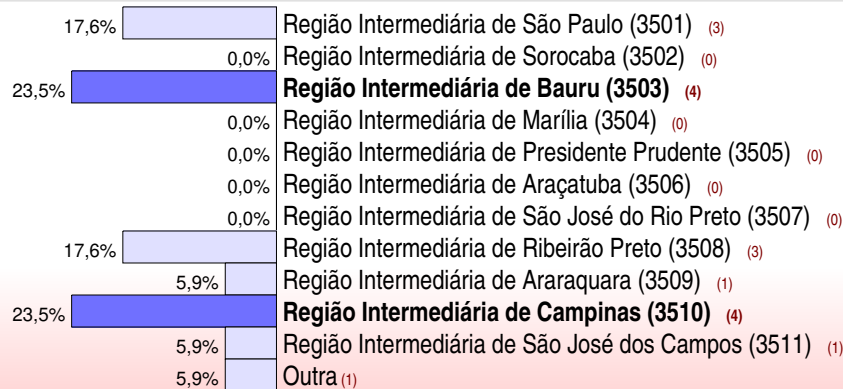 17,6% Região Intermediária de São Paulo (3501) (3)
0,0% Região Intermediária de Sorocaba (3502) (0)
23,5% Região Intermediária de Bauru (3503) (4)
0,0% Região Intermediária de Marília (3504) (0)
0,0% Região Intermediária de Presidente Prudente (3505) (0)
0,0% Região Intermediária de Araçatuba (3506) (0)
0,0% Região Intermediária de São José do Rio Preto (3507) (0)
17,6% Região Intermediária de Ribeirão Preto (3508) (3)
5,9% Região Intermediária de Araraquara (3509) (1)
23,5% Região Intermediária de Campinas (3510) (4)
5,9% Região Intermediária de São José dos Campos (3511) (1)
5,9% Outra (1)